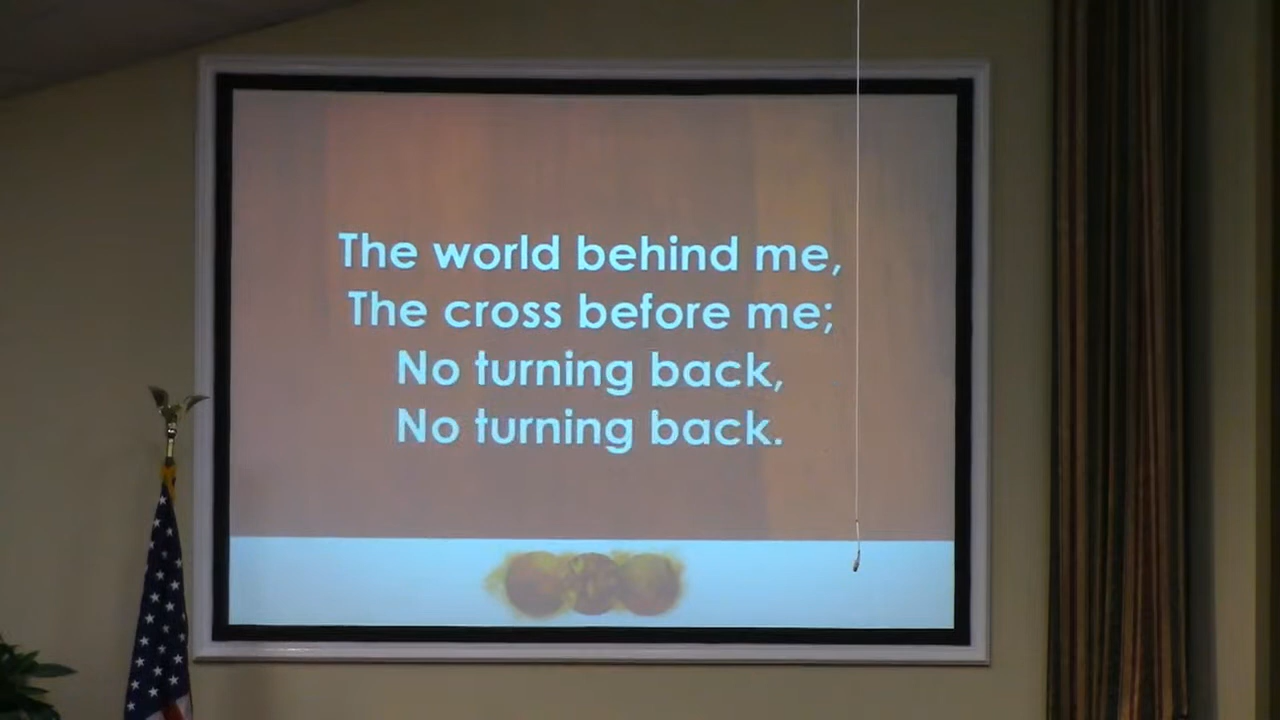 The world behind me,
The cross before me;
No turning back,
No turning back.